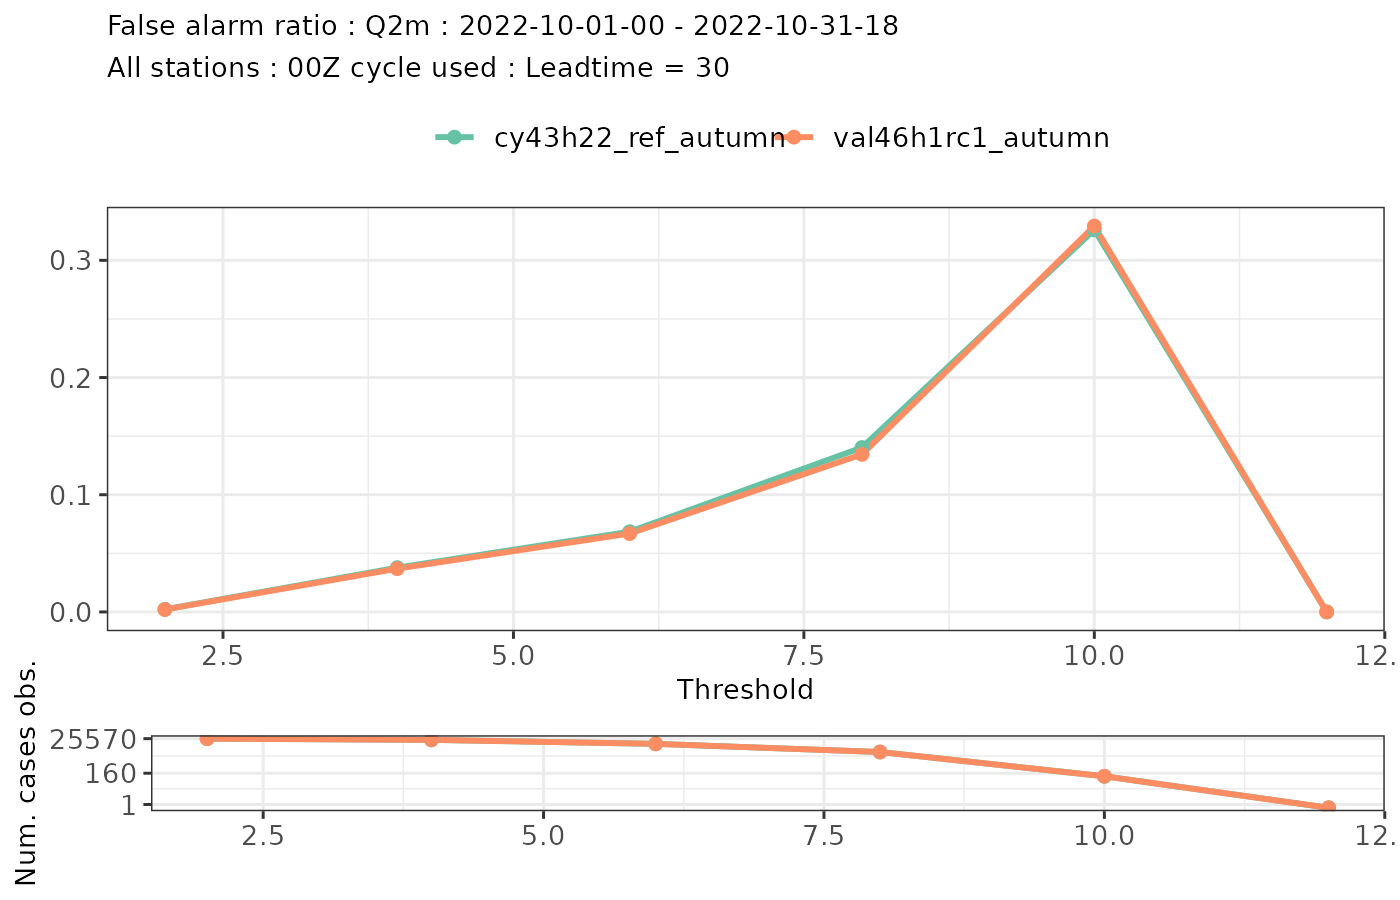 False alarm ratio : Q2m : 2022-10-01-00 - 2022-10-31-18
All stations : 00Z cycle used : Leadtime = 30
cy43h22_ref_autumn val46h1rc1_autumn
0.3
0.2
0.1
0.0
2.5 5.0 7.5 10.0 12.
Threshold
Num. cases obs.
25570
160
1
2.5 5.0 7.5 10.0 12.